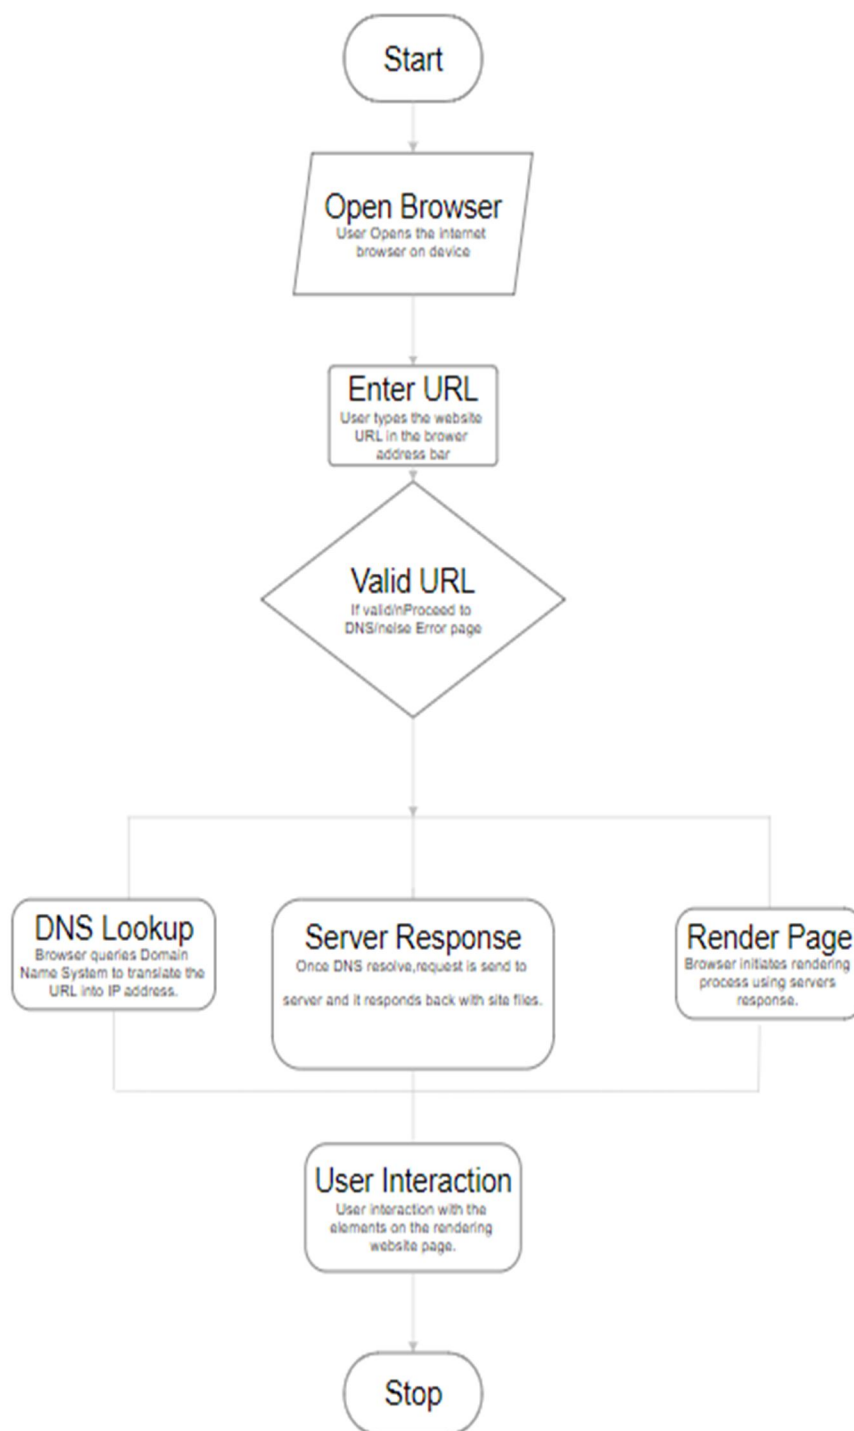 Start
Open Browser
User Opens the internet
browser on device
Enter URL
User types the website
URL in the brower
address bar
Valid URL
If valid/nProceed to
DNS/nelse Error page
DNS Lookup
Browser queries Domain
Name System to translate the
URL into IP address.
Server Response
Once DNS resolve,request is send to
server and it responds back with site files.
Render Page
Browser initiates rendering
process using servers
response.
User Interaction
User interaction with the
elements on the rendering
website page.
Stop